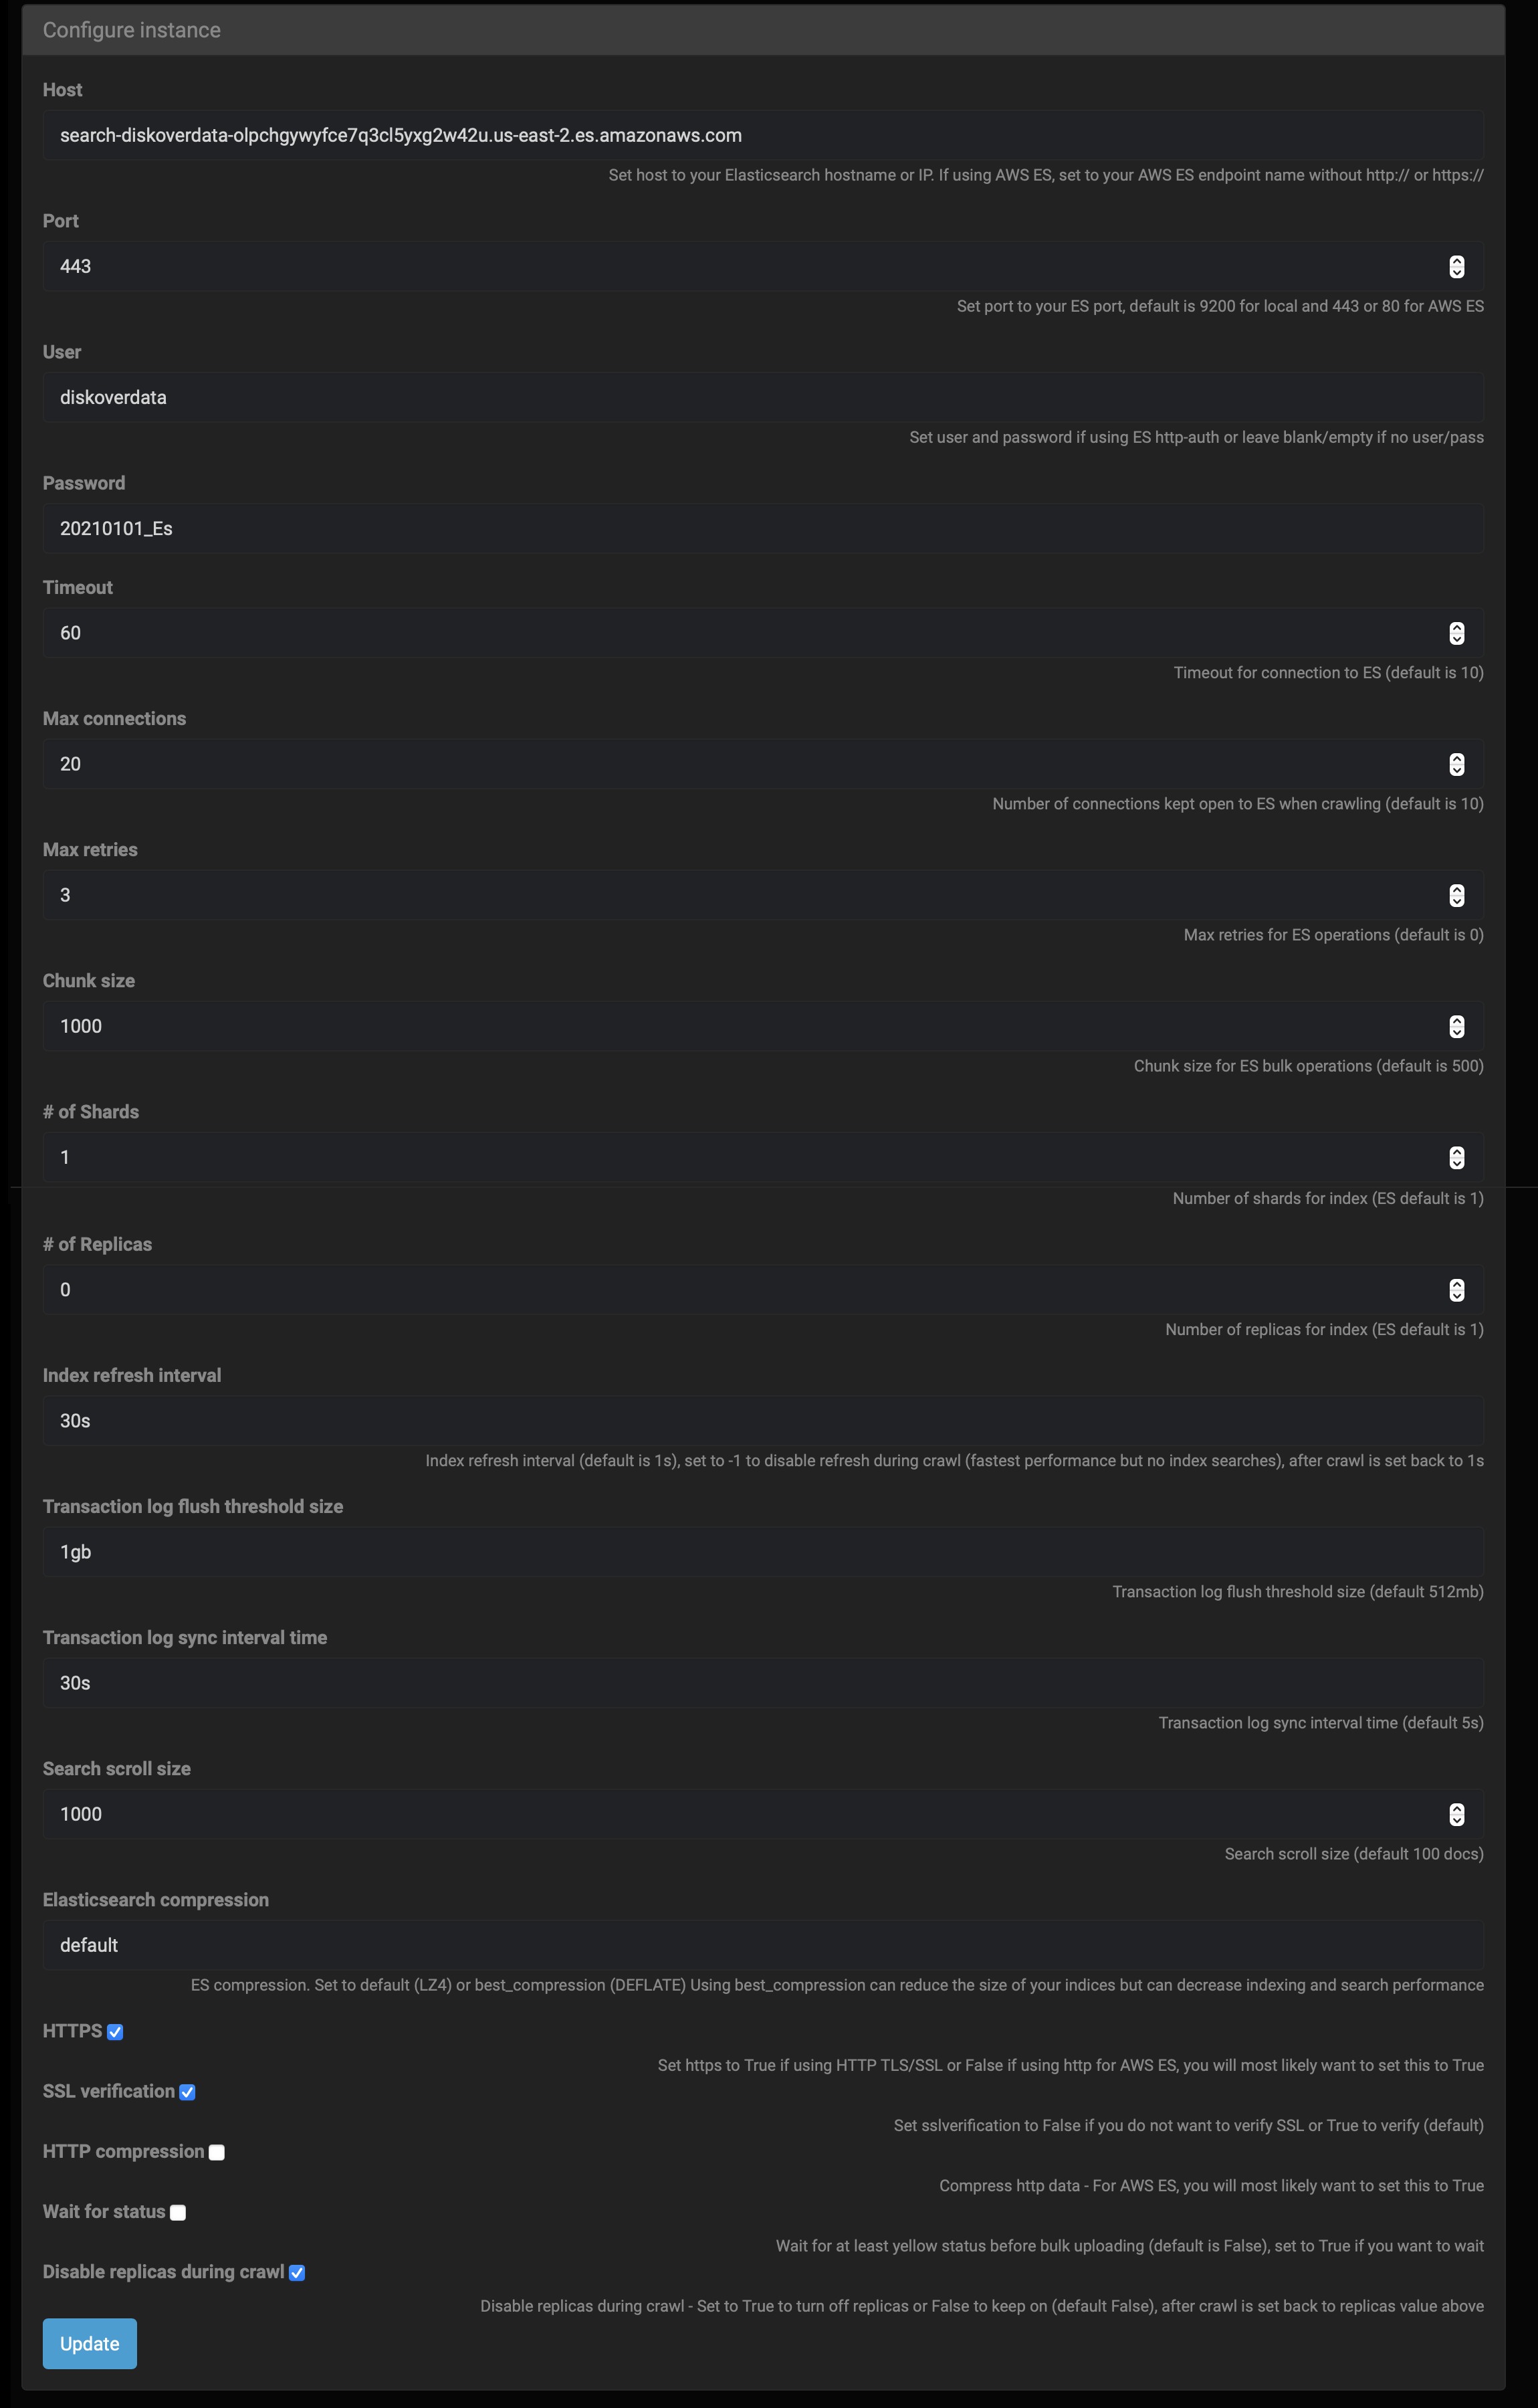 Configure instance
Host
search-diskoverdata-olpchgywyfce7q3cl5yxg2w42u.us-east-2.es.amazonaws.com
Set host to your Elasticsearch hostname or IP. If using AWS ES, set to your AWS ES endpoint name without http:// or https://
Port
443
Set port to your ES port, default is 9200 for local and 443 or 80 for AWS ES
User
diskoverdata
Set user and password if using ES http-auth or leave blank/empty if no user/pass
Password
20210101_Es
Timeout
60
Timeout for connection to ES (default is 10)
Max connections
20
Number of connections kept open to ES when crawling (default is 10)
Max retries
3
Max retries for ES operations (default is 0)
Chunk size
1000
Chunk size for ES bulk operations (default is 500)
# of Shards
1
Number of shards for index (ES default is 1)
# of Replicas
0
Number of replicas for index (ES default is 1)
Index refresh interval
30s
Index refresh interval (default is 1s), set to -1 to disable refresh during crawl (fastest performance but no index searches), after crawl is set back to 1s
Transaction log flush threshold size
1gb
Transaction log flush threshold size (default 512mb)
Transaction log sync interval time
30s
Transaction log sync interval time (default 5s)
Search scroll size
1000
Search scroll size (default 100 docs)
Elasticsearch compression
default
ES compression. Set to default (LZ4) or best_compression (DEFLATE) Using best_compression can reduce the size of your indices but can decrease indexing and search performance
HTTPS
Set https to True if using HTTP TLS/SSL or False if using http for AWS ES, you will most likely want to set this to True
SSL verification
Set sslverification to False if you do not want to verify SSL or True to verify (default)
HTTP compression
Compress http data - For AWS ES, you will most likely want to set this to True
Wait for status
Wait for at least yellow status before bulk uploading (default is False), set to True if you want to wait
Disable replicas during crawl
Disable replicas during crawl - Set to True to turn off replicas or False to keep on (default False), after crawl is set back to replicas value above
Update